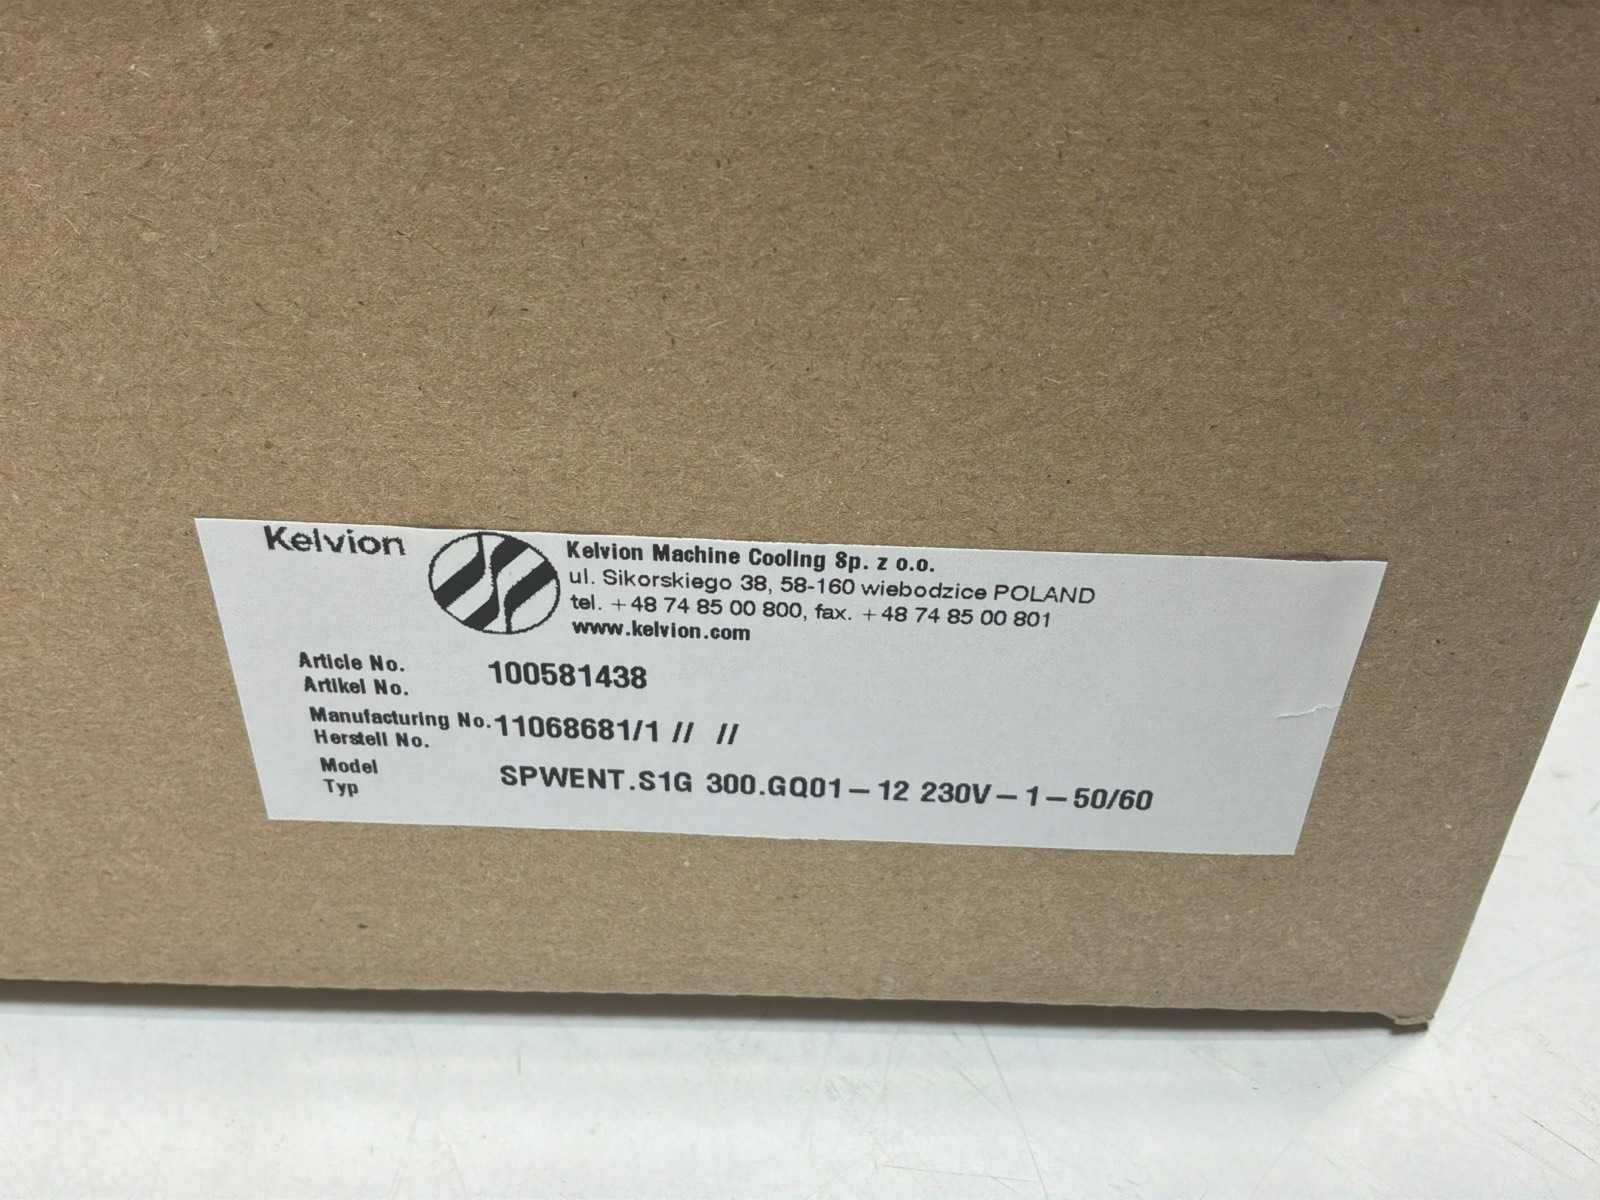 Kelvion
Kelvion Machine Cooling Sp. z o.o.
ul. Sikorskiego 38, 58-160 wiebodzice POLAND
tel. +48 74 85 00 800, fax. +48 74 85 00 801
www.kelvion.com
Article No.
Artikel No.
100581438
Manufacturing No.
Herstell No.
11068681/1 // //
Model
Typ
SPWENT.S1G 300.GQ01-12 230V-1-50/60